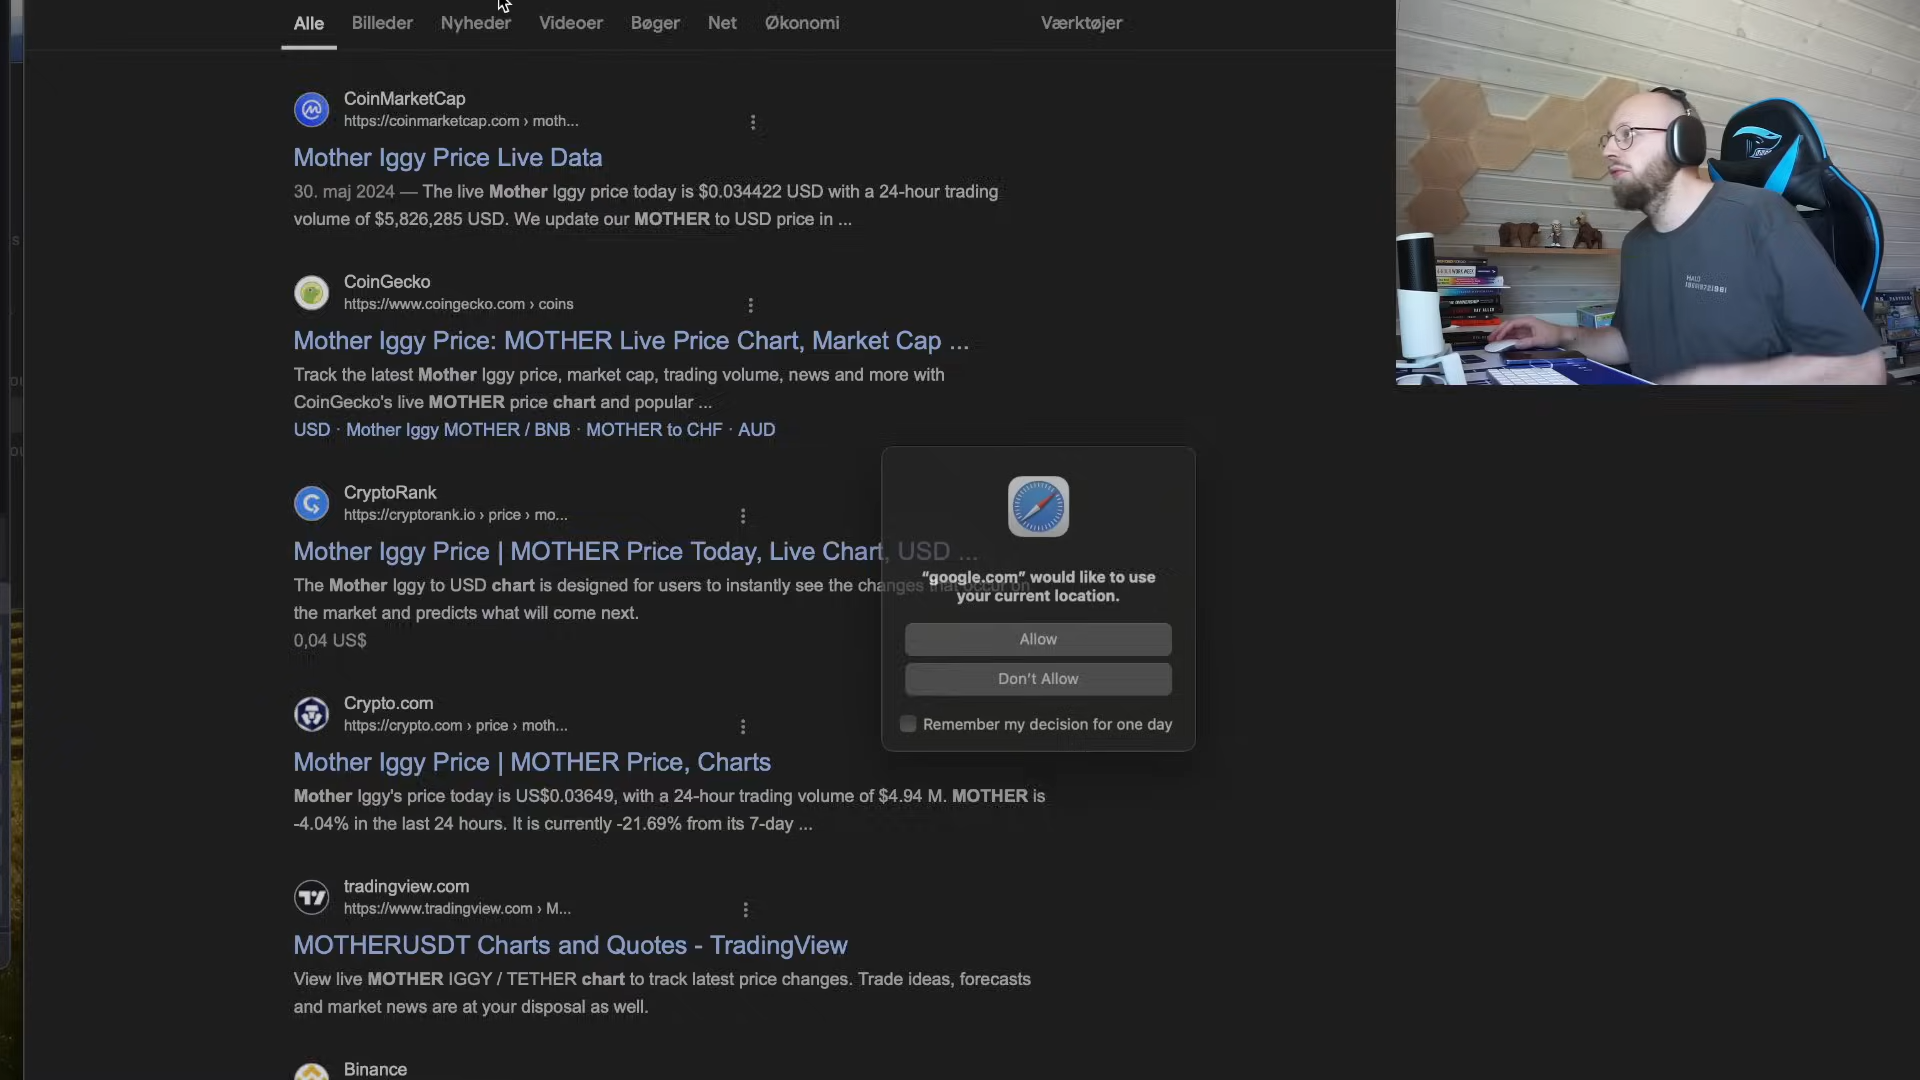 Alle Billeder Nyheder Videoer Bøger Net Økonomi Værktøjer
CoinMarketCap
https://coinmarketcap.com › moth...
Mother Iggy Price Live Data
30. maj 2024 — The live Mother Iggy price today is $0.034422 USD with a 24-hour trading
volume of $5,826,285 USD. We update our MOTHER to USD price in ...
CoinGecko
https://www.coingecko.com › coins
Mother Iggy Price: MOTHER Live Price Chart, Market Cap ...
Track the latest Mother Iggy price, market cap, trading volume, news and more with
CoinGecko's live MOTHER price chart and popular ...
USD · Mother Iggy MOTHER / BNB · MOTHER to CHF · AUD
CryptoRank
https://cryptorank.io › price › mo...
Mother Iggy Price | MOTHER Price Today, Live Chart, USD ...
The Mother Iggy to USD chart is designed for users to instantly see the changes that occur on
the market and predicts what will come next.
0,04 US$
Crypto.com
https://crypto.com › price › moth...
Mother Iggy Price | MOTHER Price, Charts
Mother Iggy's price today is US$0.03649, with a 24-hour trading volume of $4.94 M. MOTHER is
-4.04% in the last 24 hours. It is currently -21.69% from its 7-day ...
tradingview.com
https://www.tradingview.com › M...
MOTHERUSDT Charts and Quotes - TradingView
View live MOTHER IGGY / TETHER chart to track latest price changes. Trade ideas, forecasts
and market news are at your disposal as well.
Binance
“google.com” would like to use
your current location.
Allow
Don’t Allow
Remember my decision for one day